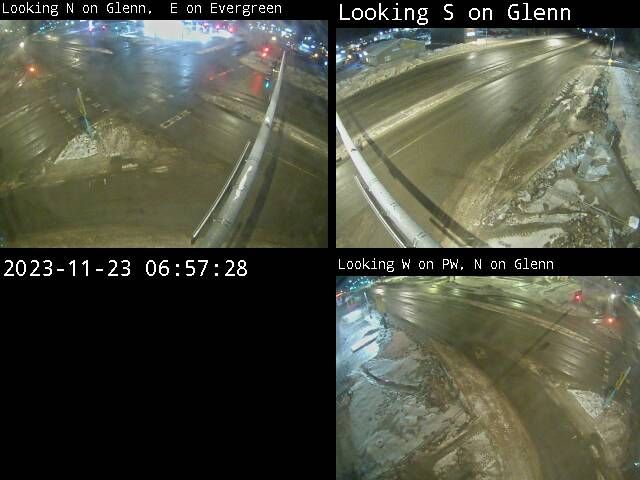 Looking N on Glenn, E on Evergreen
Looking S on Glenn
2023-11-23 06:57:28
Looking W on PW, N on Glenn